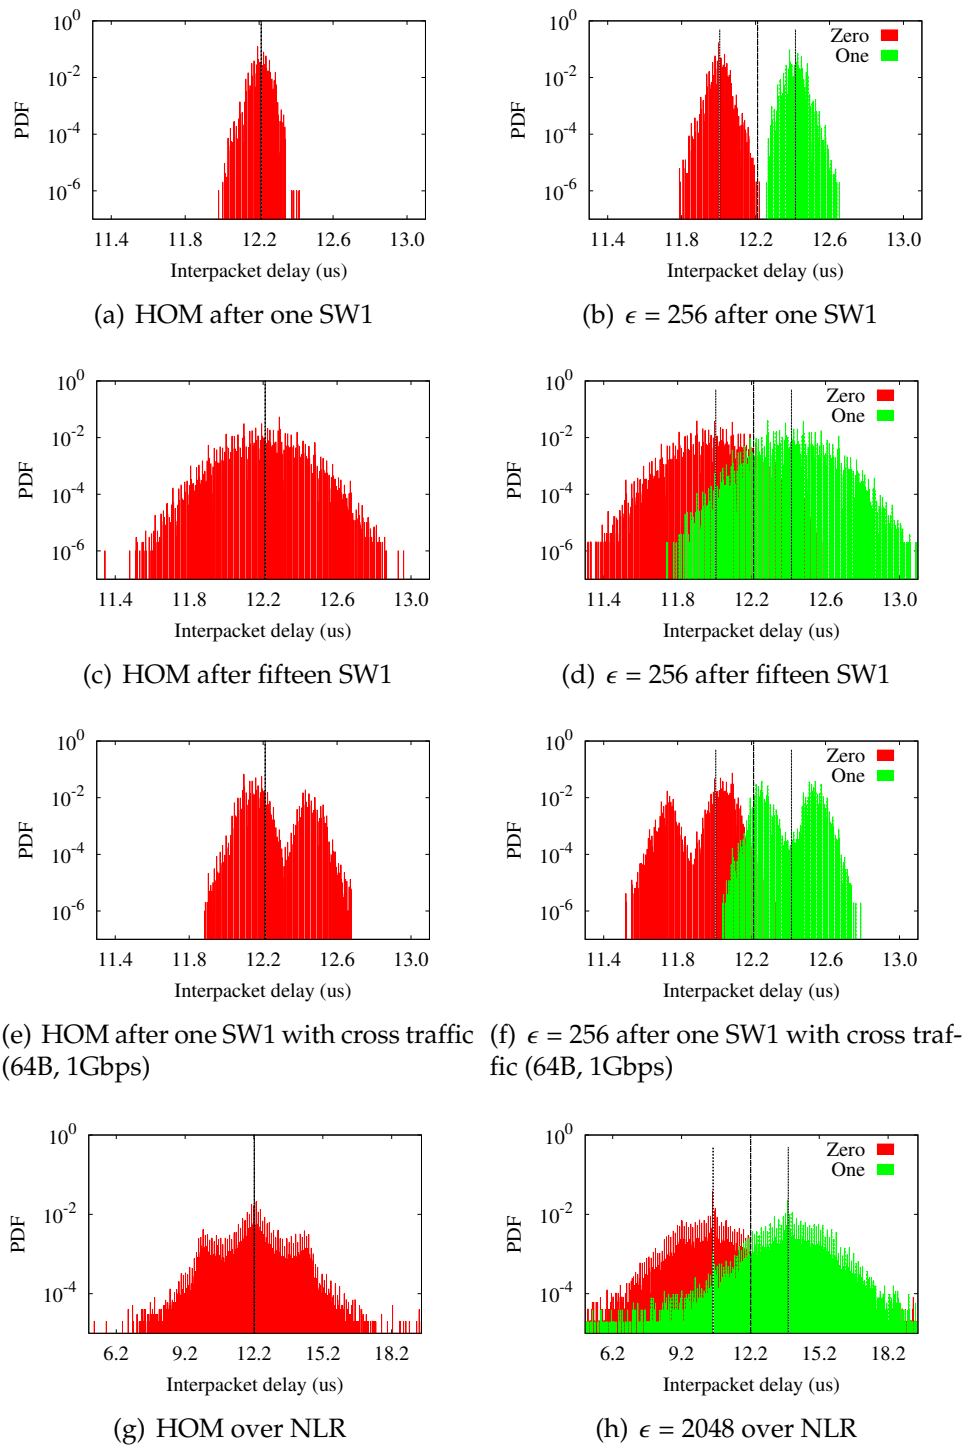 10^0
10^-2
10^-4
10^-6
PDF
11.4 11.8 12.2 12.6 13.0
Interpacket delay (us)
(a) HOM after one SW1
10^0
10^-2
10^-4
10^-6
PDF
Zero
One
11.4 11.8 12.2 12.6 13.0
Interpacket delay (us)
(b) ϵ = 256 after one SW1
10^0
10^-2
10^-4
10^-6
PDF
11.4 11.8 12.2 12.6 13.0
Interpacket delay (us)
(c) HOM after fifteen SW1
10^0
10^-2
10^-4
10^-6
PDF
Zero
One
11.4 11.8 12.2 12.6 13.0
Interpacket delay (us)
(d) ϵ = 256 after fifteen SW1
10^0
10^-2
10^-4
10^-6
PDF
11.4 11.8 12.2 12.6 13.0
Interpacket delay (us)
(e) HOM after one SW1 with cross traffic
(64B, 1Gbps)
10^0
10^-2
10^-4
10^-6
PDF
Zero
One
11.4 11.8 12.2 12.6 13.0
Interpacket delay (us)
(f) ϵ = 256 after one SW1 with cross traf-
fic (64B, 1Gbps)
10^0
10^-2
10^-4
PDF
6.2 9.2 12.2 15.2 18.2
Interpacket delay (us)
(g) HOM over NLR
10^0
10^-2
10^-4
PDF
Zero
One
6.2 9.2 12.2 15.2 18.2
Interpacket delay (us)
(h) ϵ = 2048 over NLR